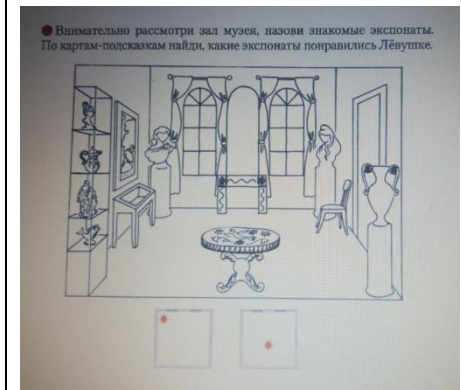 Внимательно рассмотри зал музея, назови знакомые экспонаты.
По картам-подсказкам найди, какие экспонаты понравились Лёвушке.